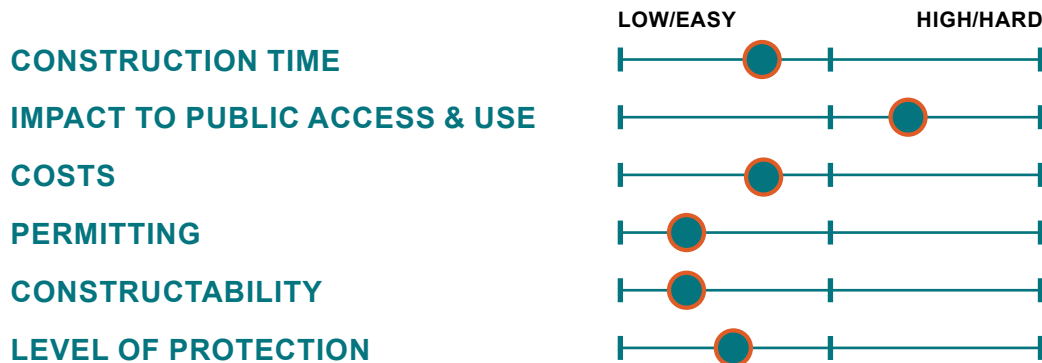 LOW/EASY HIGH/HARD
CONSTRUCTION TIME
IMPACT TO PUBLIC ACCESS & USE
COSTS
PERMITTING
CONSTRUCTABILITY
LEVEL OF PROTECTION